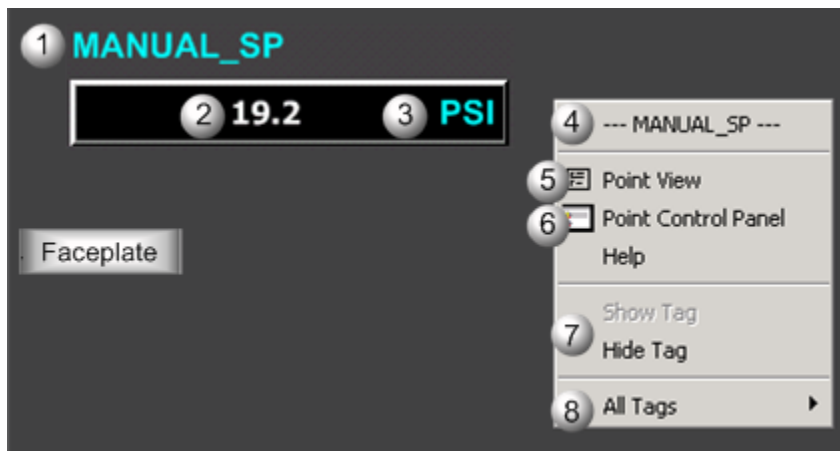 1 MANUAL_SP
2 19.2 3 PSI
4 --- MANUAL_SP ---
5 Point View
6 Point Control Panel
Help
Faceplate
Show Tag
7
Hide Tag
8 All Tags